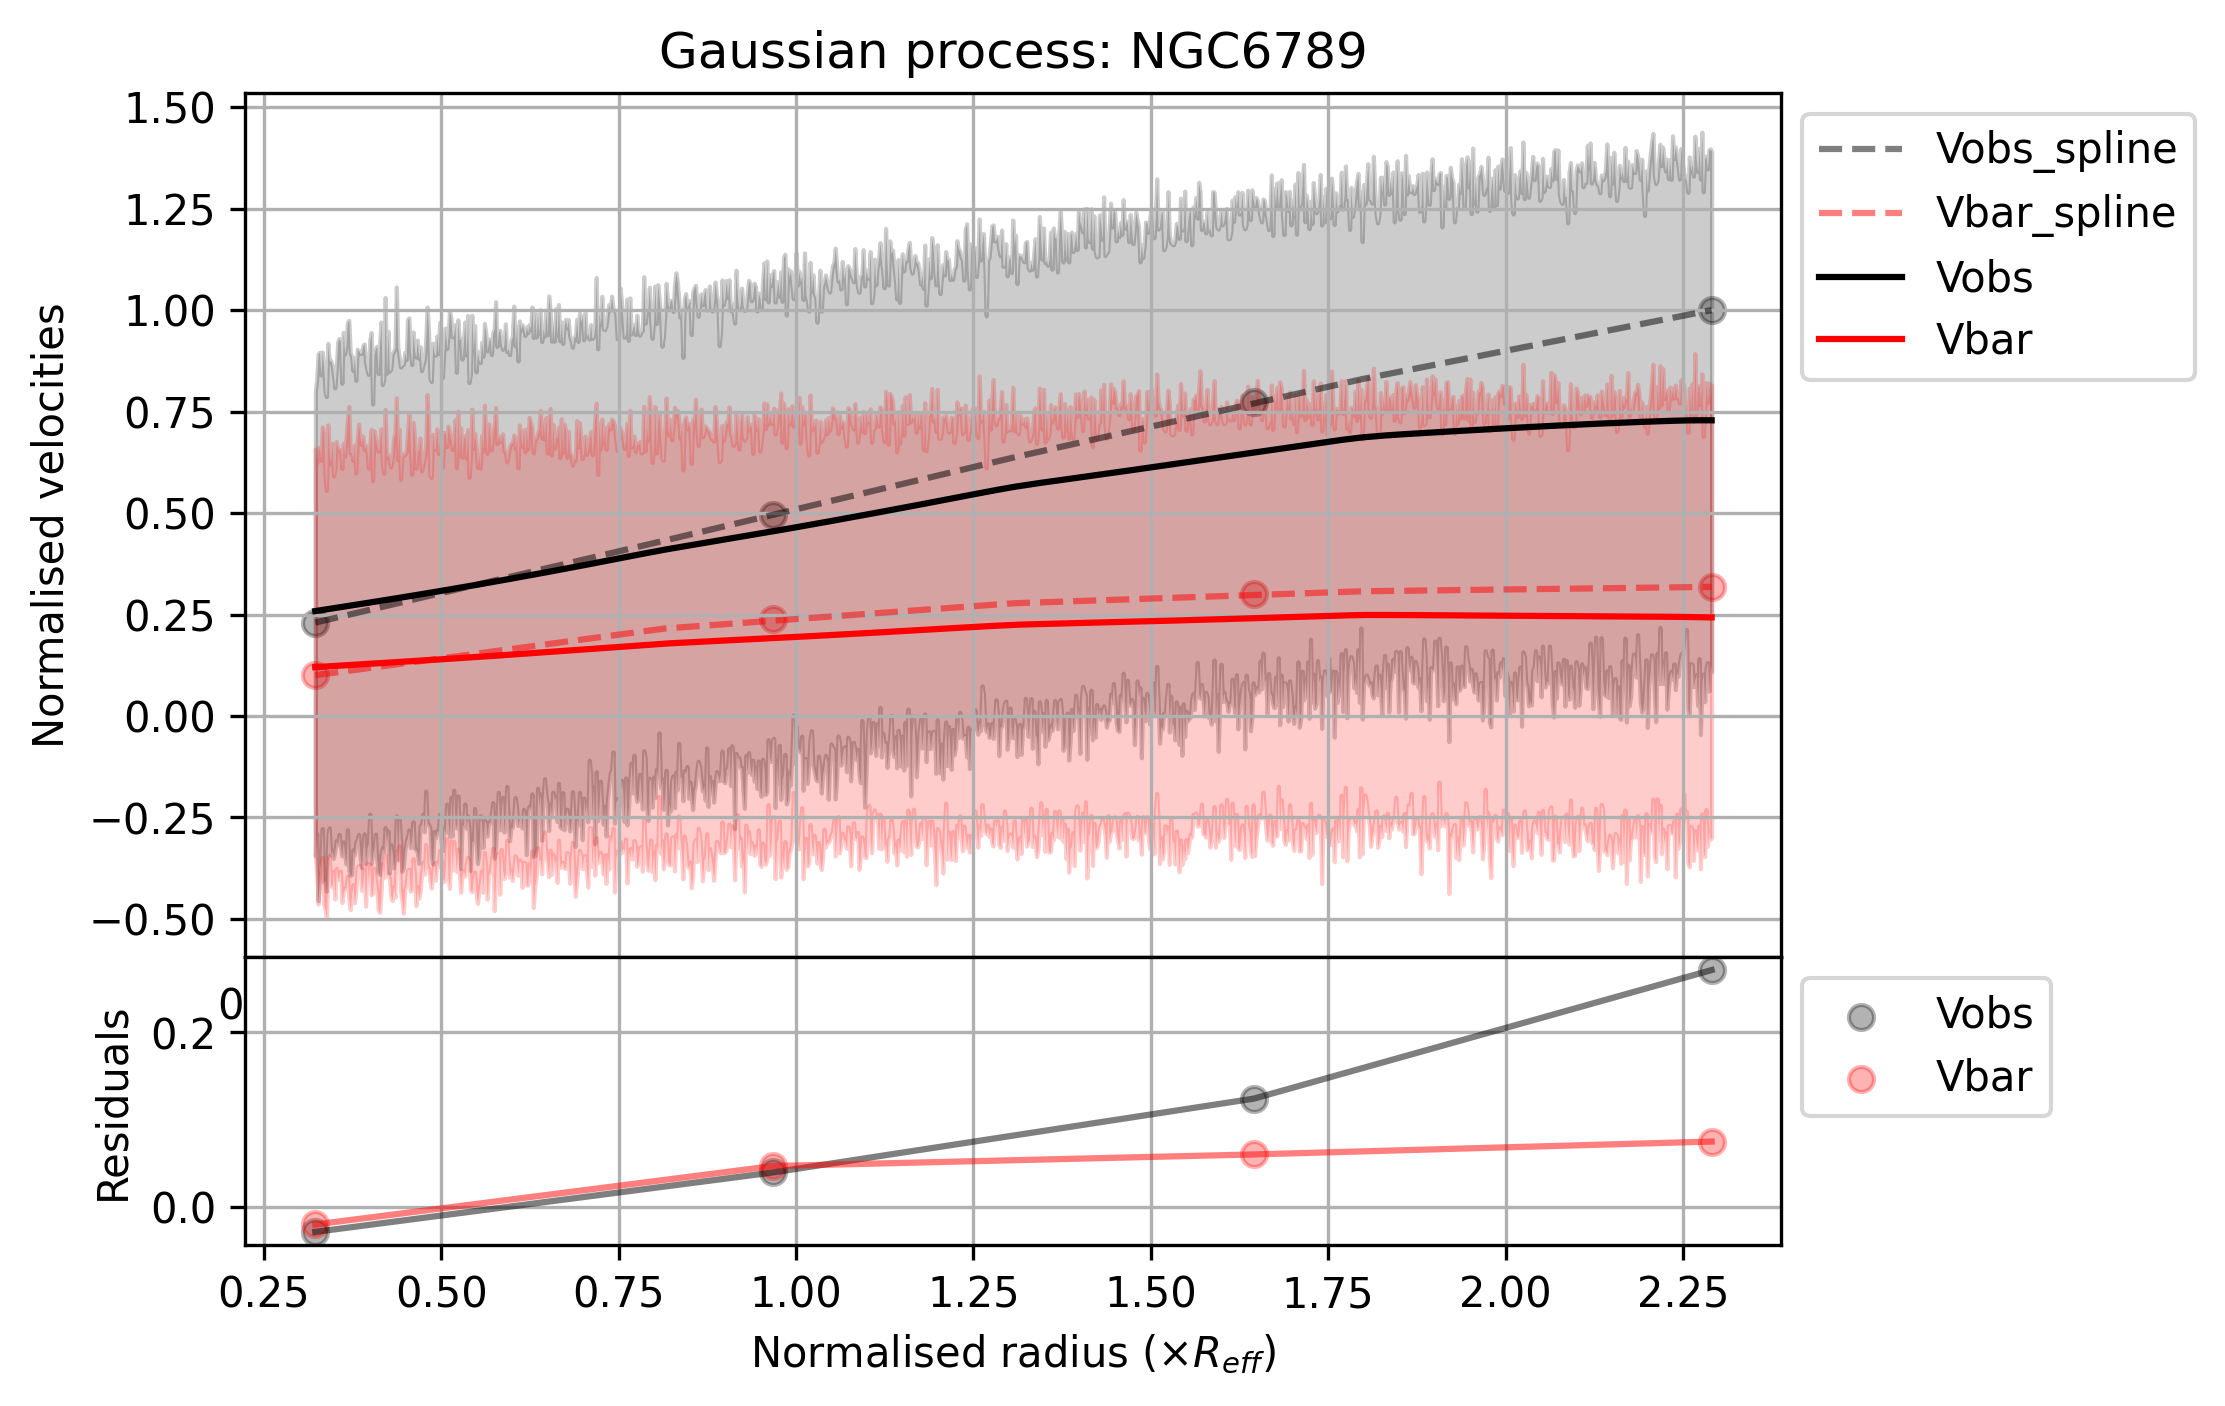 Gaussian process: NGC6789
Normalised velocities
1.50
1.25
1.00
0.75
0.50
0.25
0.00
−0.25
−0.50
Vobs_spline
Vbar_spline
Vobs
Vbar
Residuals
0
0.2
0.0
Vobs
Vbar
0.25 0.50 0.75 1.00 1.25 1.50 1.75 2.00 2.25
Normalised radius (×R_eff)